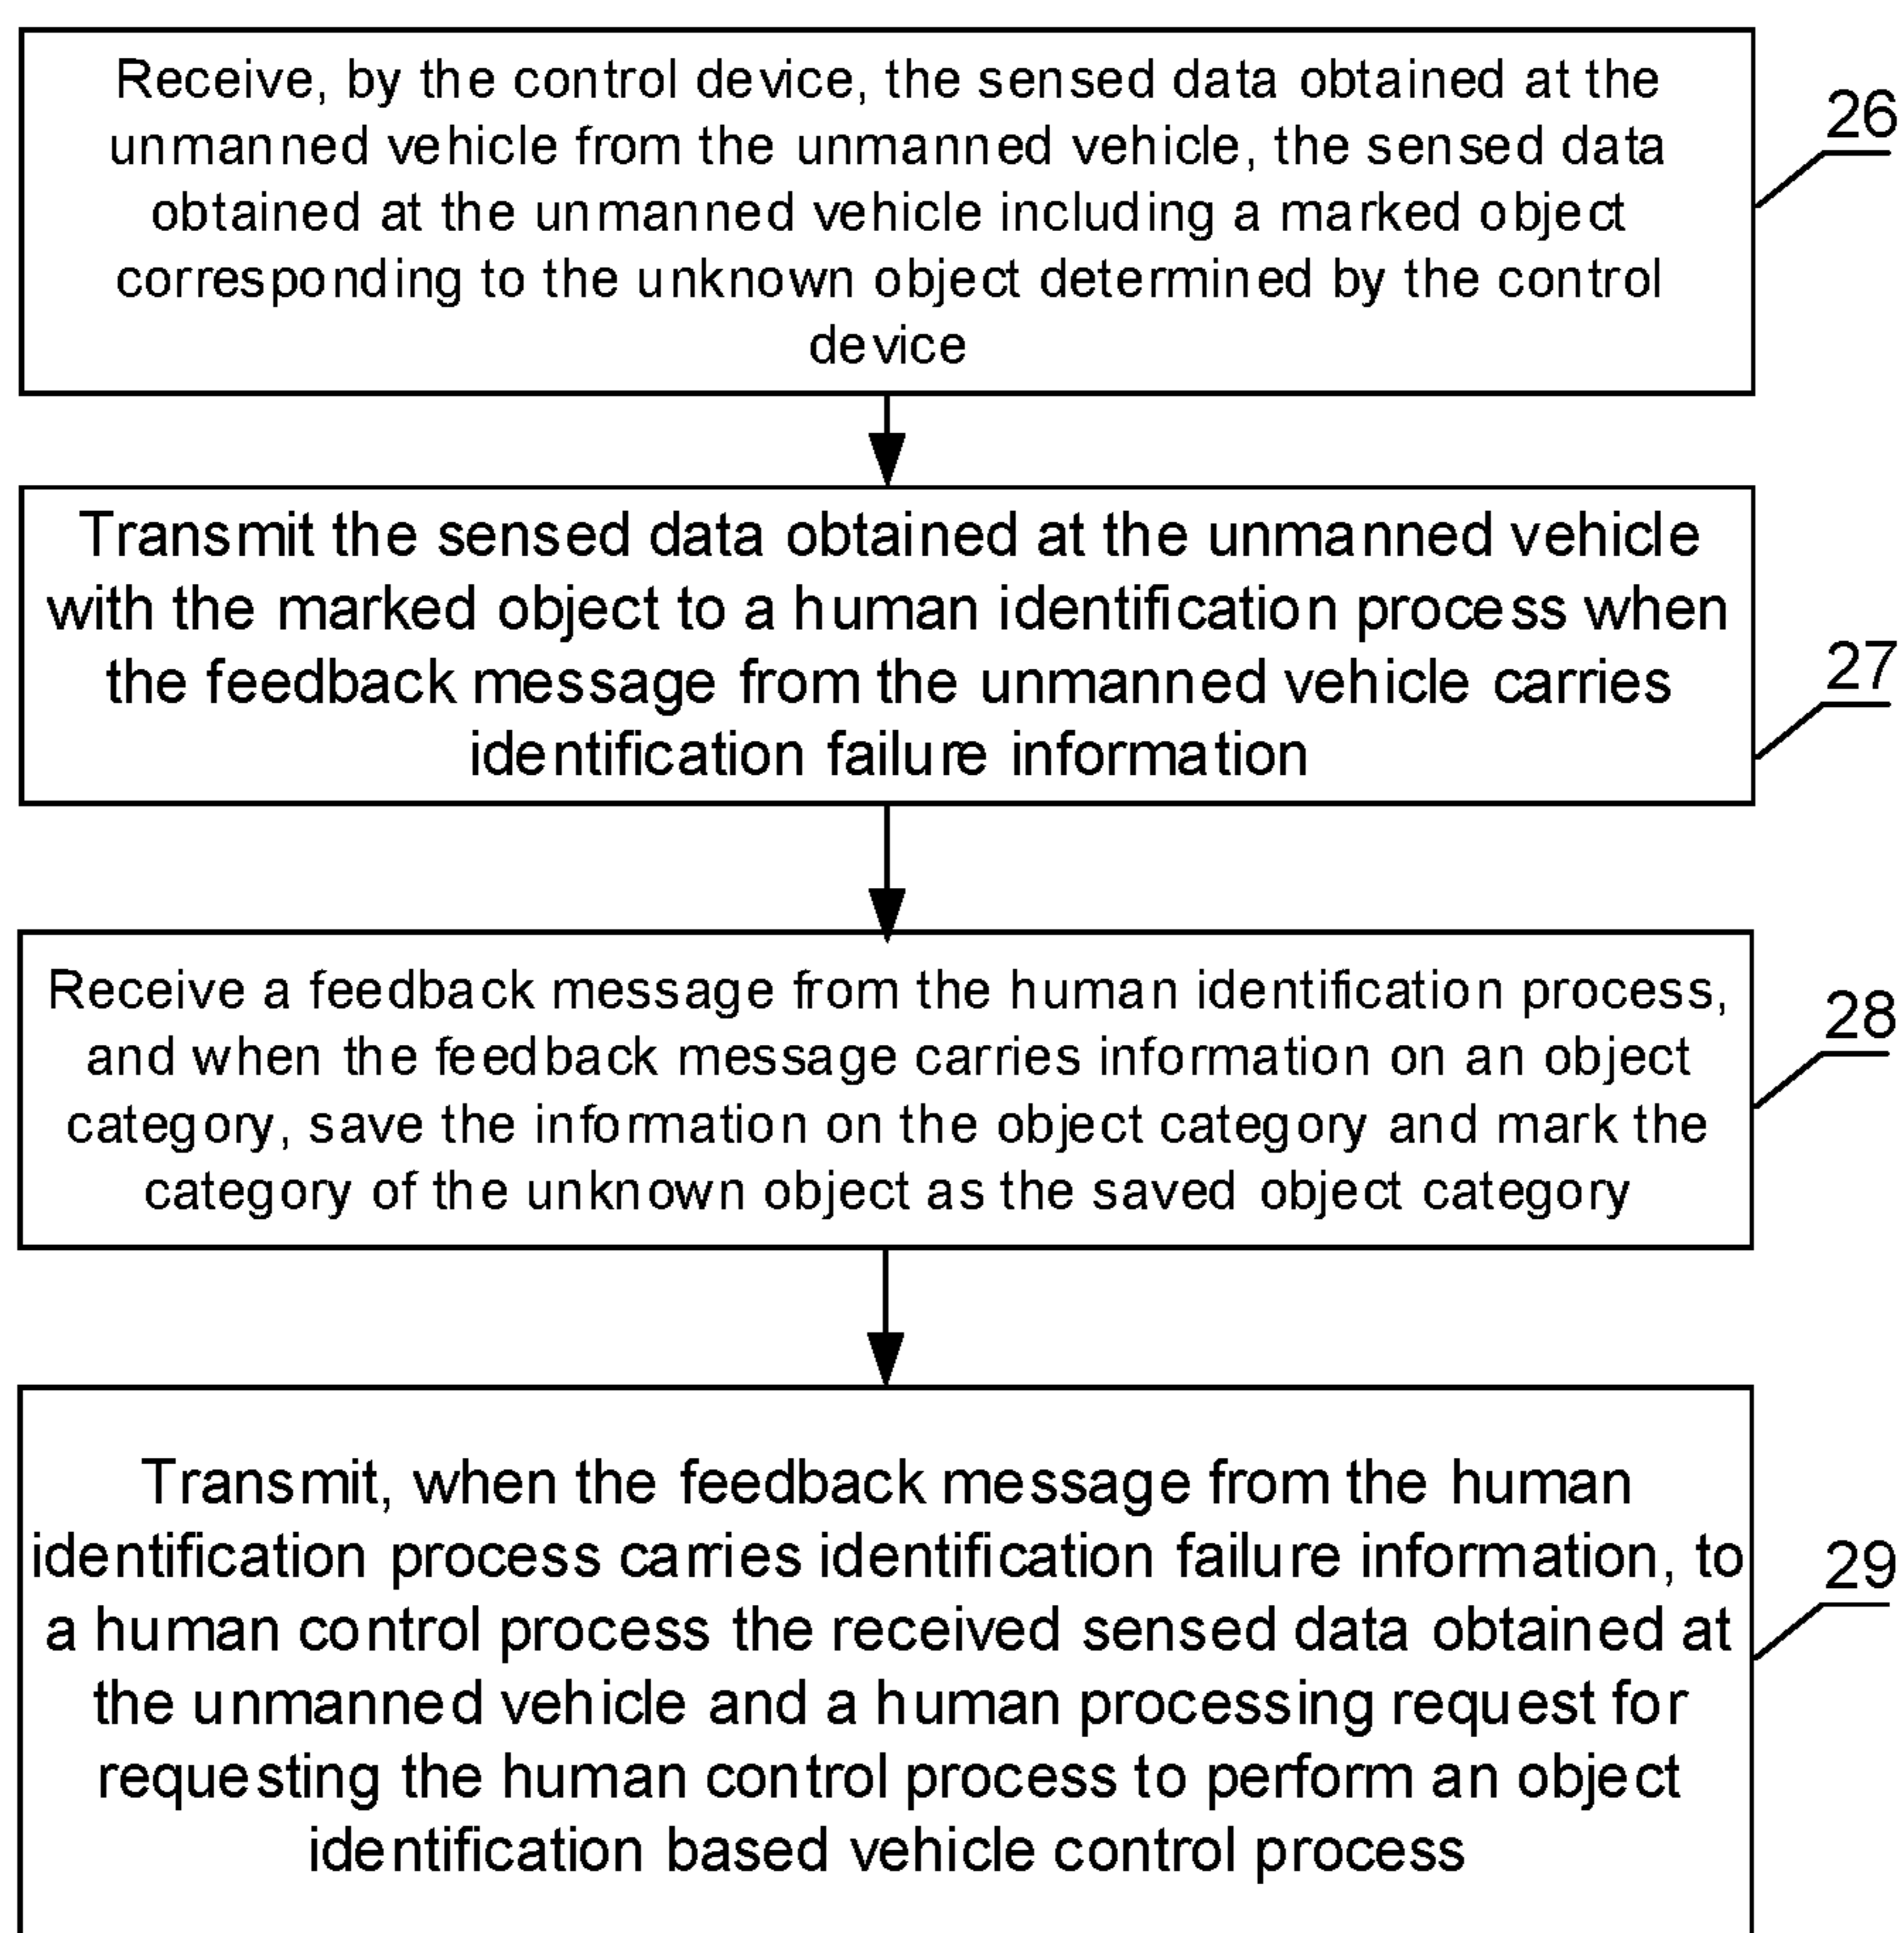 Receive, by the control device, the sensed data obtained at the
unmanned vehicle from the unmanned vehicle, the sensed data
obtained at the unmanned vehicle including a marked object
corresponding to the unknown object determined by the control
device
26
Transmit the sensed data obtained at the unmanned vehicle
with the marked object to a human identification process when
the feedback message from the unmanned vehicle carries
identification failure information
27
Receive a feedback message from the human identification process,
and when the feedback message carries information on an object
category, save the information on the object category and mark the
category of the unknown object as the saved object category
28
Transmit, when the feedback message from the human
identification process carries identification failure information, to
a human control process the received sensed data obtained at
the unmanned vehicle and a human processing request for
requesting the human control process to perform an object
identification based vehicle control process
29